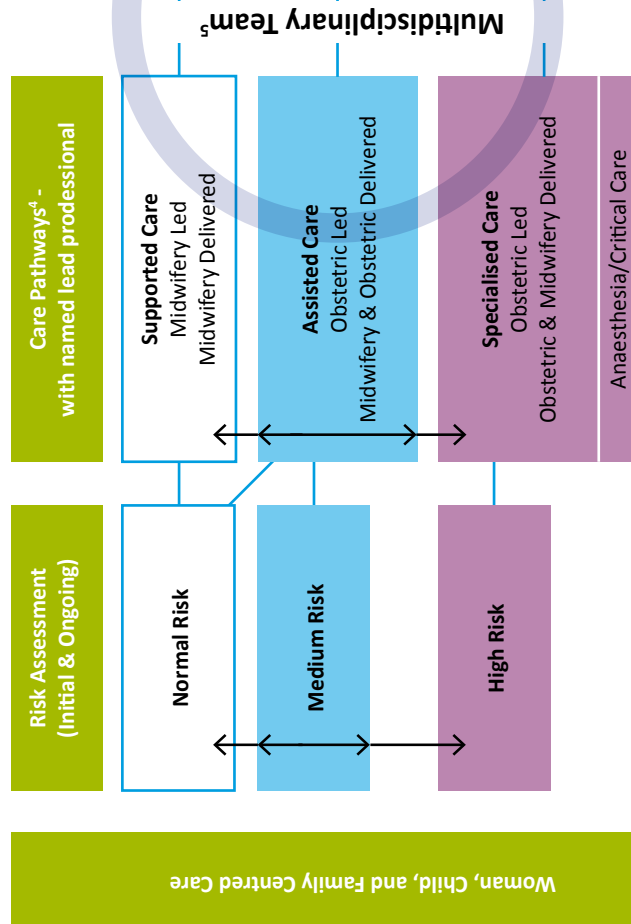 Woman, Child, and Family Centred Care
Risk Assessment
(Initial & Ongoing)
Normal Risk
Medium Risk
High Risk
Care Pathways⁴ -
with named lead prodessional
Supported Care
Midwifery Led
Midwifery Delivered
Assisted Care
Obstetric Led
Midwifery & Obstetric Delivered
Specialised Care
Obstetric Led
Obstetric & Midwifery Delivered
Anaesthesia/Critical Care
Multidisciplinary Team⁵